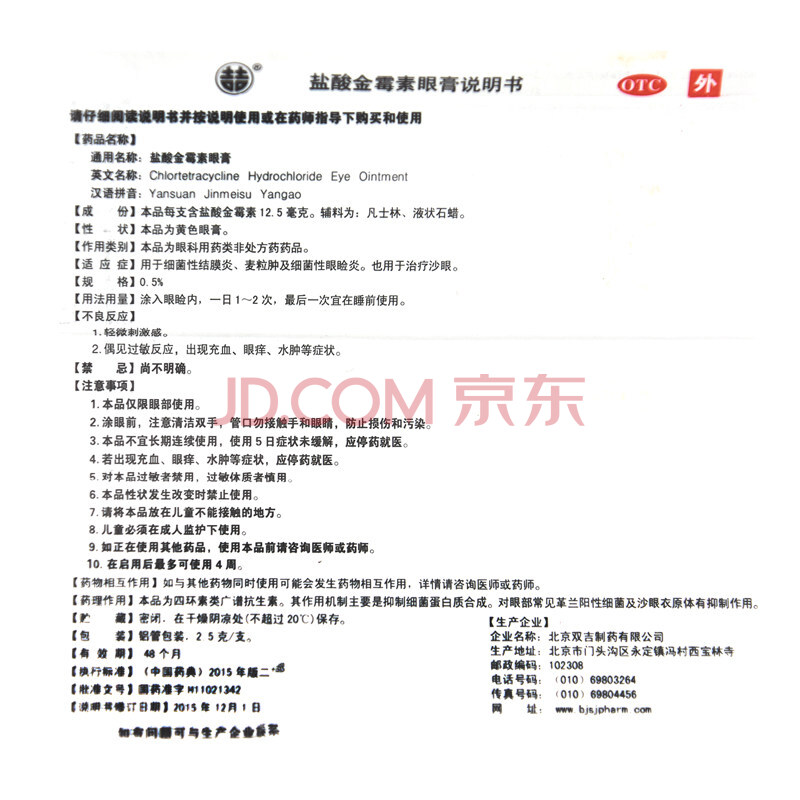 盐酸金霉素眼膏说明书
OTC
外
请仔细阅读说明书并按说明使用或在药师指导下购买和使用
【药品名称】
通用名称：盐酸金霉素眼膏
英文名称：Chlortetracycline Hydrochloride Eye Ointment
汉语拼音：Yansuan Jinmeisu Yangao
【成 份】本品每支含盐酸金霉素12.5毫克。辅料为：凡士林、液状石蜡。
【性 状】本品为黄色眼膏。
【作用类别】本品为眼科用药类非处方药药品。
【适 应 症】用于细菌性结膜炎、麦粒肿及细菌性眼睑炎。也用于治疗沙眼。
【规 格】0.5%
【用法用量】涂入眼睑内，一日1～2次，最后一次宜在睡前使用。
【不良反应】
1.轻微刺激感。
2.偶见过敏反应，出现充血、眼痒、水肿等症状。
【禁 忌】尚不明确。
【注意事项】
JD.COM 京东
1.本品仅限眼部使用。
2.涂眼前，注意清洁双手，管口勿接触手和眼睛，防止损伤和污染。
3.本品不宜长期连续使用，使用5日症状未缓解，应停药就医。
4.若出现充血、眼痒、水肿等症状，应停药就医。
5.对本品过敏者禁用，过敏体质者慎用。
6.本品性状发生改变时禁止使用。
7.请将本品放在儿童不能接触的地方。
8.儿童必须在成人监护下使用。
9.如正在使用其他药品，使用本品前请咨询医师或药师。
10.在启用后最多可使用4周。
【药物相互作用】如与其他药物同时使用可能会发生药物相互作用，详情请咨询医师或药师。
【药理作用】本品为四环素类广谱抗生素。其作用机制主要是抑制细菌蛋白质合成。对眼部常见革兰阳性细菌及沙眼衣原体有抑制作用。
【贮 藏】密闭，在干燥阴凉处(不超过20℃)保存。
【包 装】铝管包装，2 5克/支。
【有 效 期】48个月
【执行标准】《中国药典》2015年版二部
【批准文号】国药准字H11021342
【说明书修订日期】2015年12月1日
如有问题可与生产企业联系
【生产企业】
企业名称：北京双吉制药有限公司
生产地址：北京市门头沟区永定镇冯村西宝林寺
邮政编码：102308
电话号码：（010）69803264
传真号码：（010）69804456
网 址：www.bjsjpharm.com